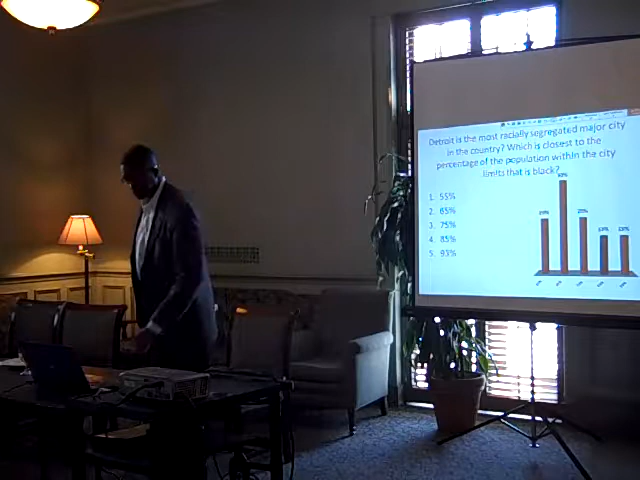 Detroit is the most racially segregated major city
in the country? Which is closest to the
percentage of the population within the city
limits that is black?
1. 55%
2. 65%
3. 75%
4. 85%
5. 93%